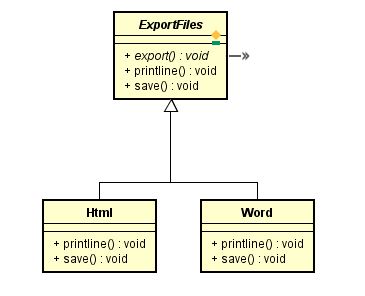 ExportFiles
+ export() : void
+ printline() : void
+ save() : void
Html
+ printline() : void
+ save() : void
Word
+ printline() : void
+ save() : void